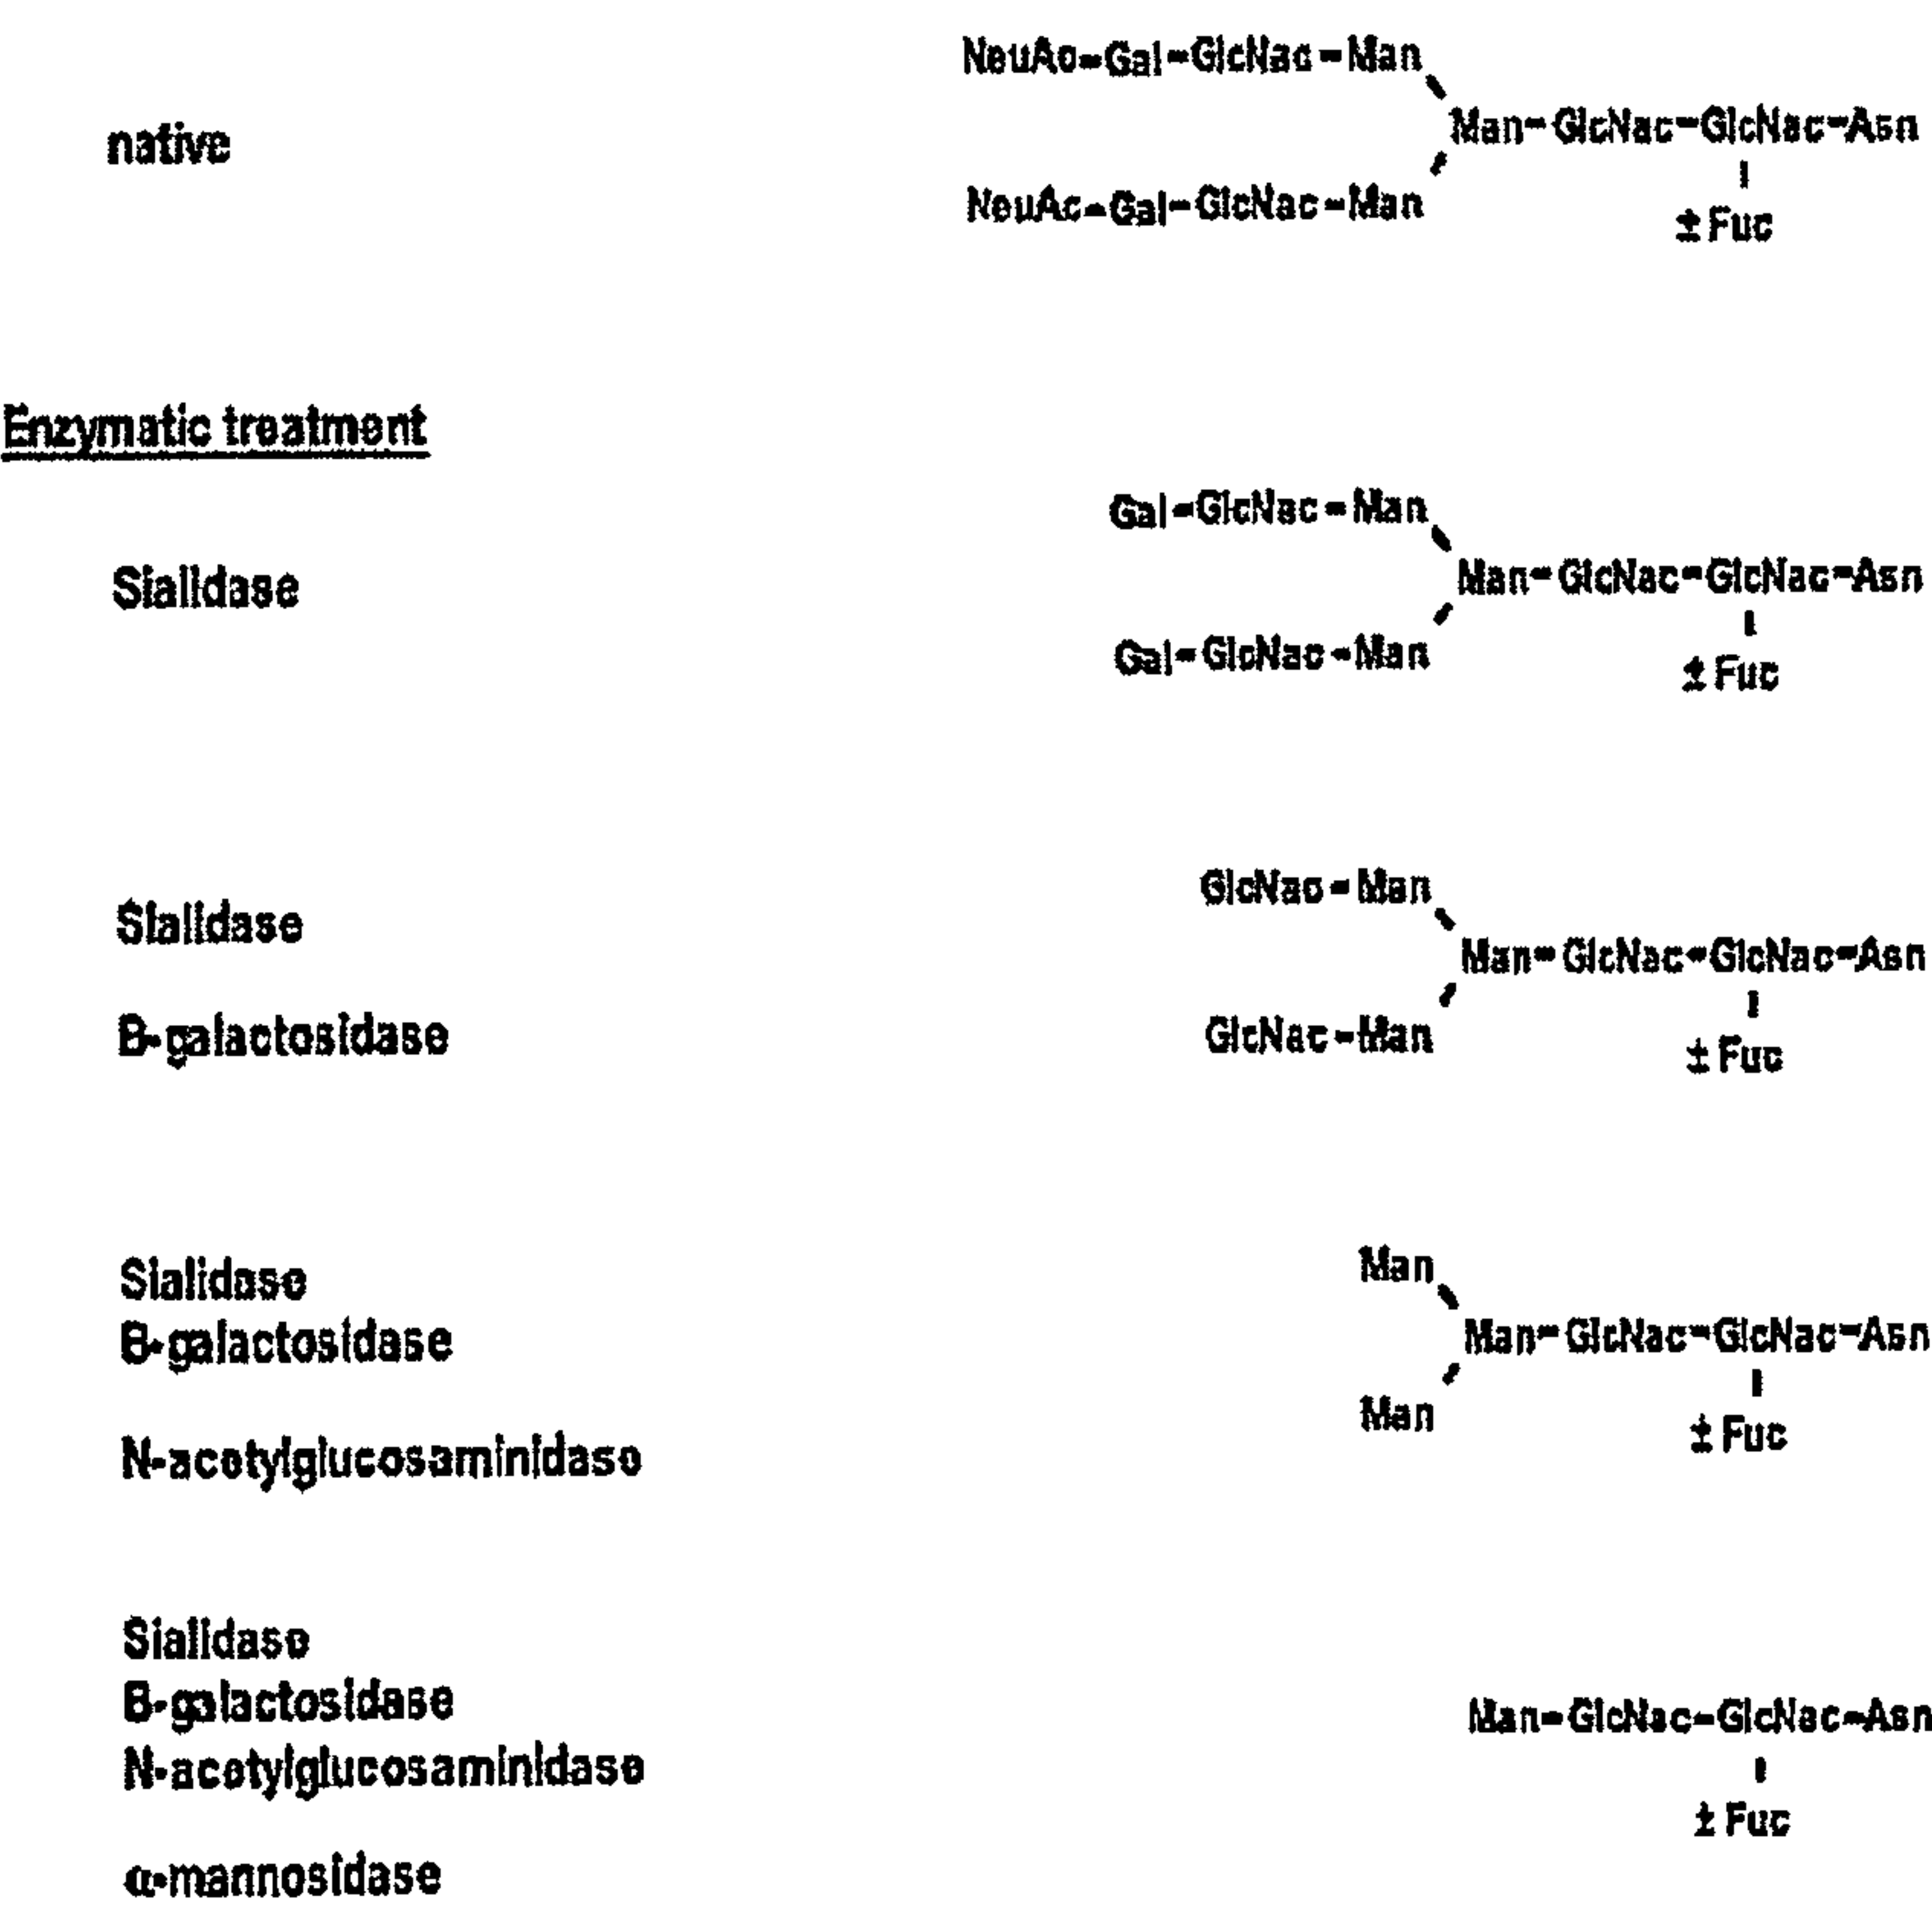 NeuAc-Gal-GlcNac-Man
native
Man-GlcNac-GlcNac-Asn
NeuAc-Gal-GlcNac-Man
± Fuc
Enzymatic treatment
Gal-GlcNac-Man
Sialidase
Man-GlcNac-GlcNac-Asn
Gal-GlcNac-Man
± Fuc
GlcNac-Man
Sialidase
Man-GlcNac-GlcNac-Asn
B-galactosidase
GlcNac-Man
± Fuc
Man
Sialidase
Man-GlcNac-GlcNac-Asn
B-galactosidase
Man
± Fuc
N-acetylglucosaminidase
Sialidase
B-galactosidase
Man-GlcNac-GlcNac-Asn
N-acetylglucosaminidase
± Fuc
α-mannosidase